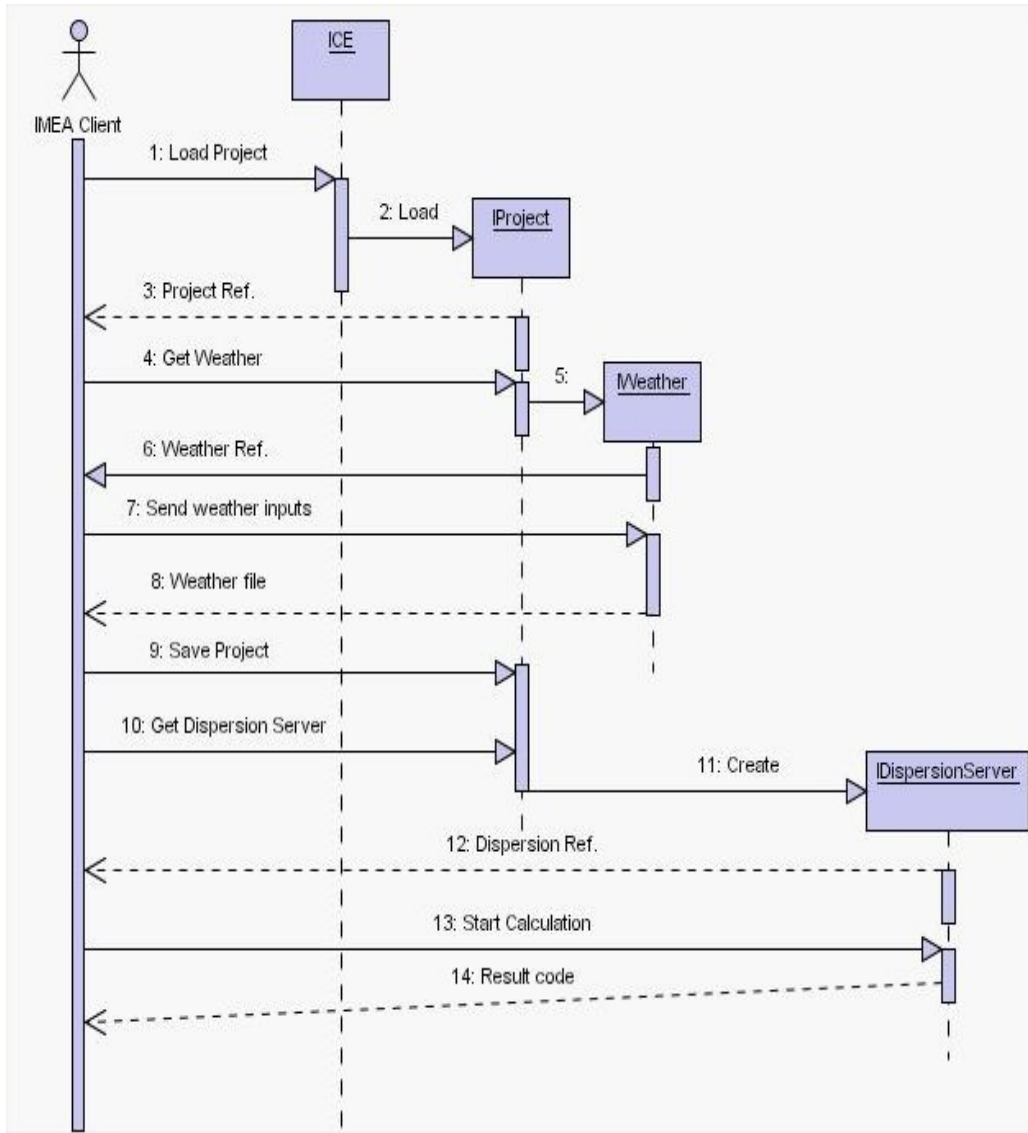 ICE
IMEA Client
1: Load Project
2: Load
IProject
3: Project Ref.
4: Get Weather
5:
IWeather
6: Weather Ref.
7: Send weather inputs
8: Weather file
9: Save Project
10: Get Dispersion Server
11: Create
IDispersionServer
12: Dispersion Ref.
13: Start Calculation
14: Result code